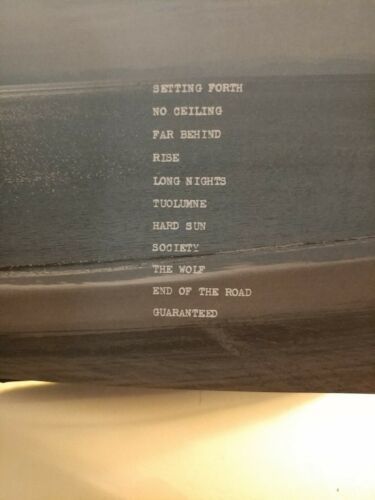 SETTING FORTH
NO CEILING
FAR BEHIND
RISE
LONG NIGHTS
TUOLUMNE
HARD SUN
SOCIETY
THE WOLF
END OF THE ROAD
GUARANTEED